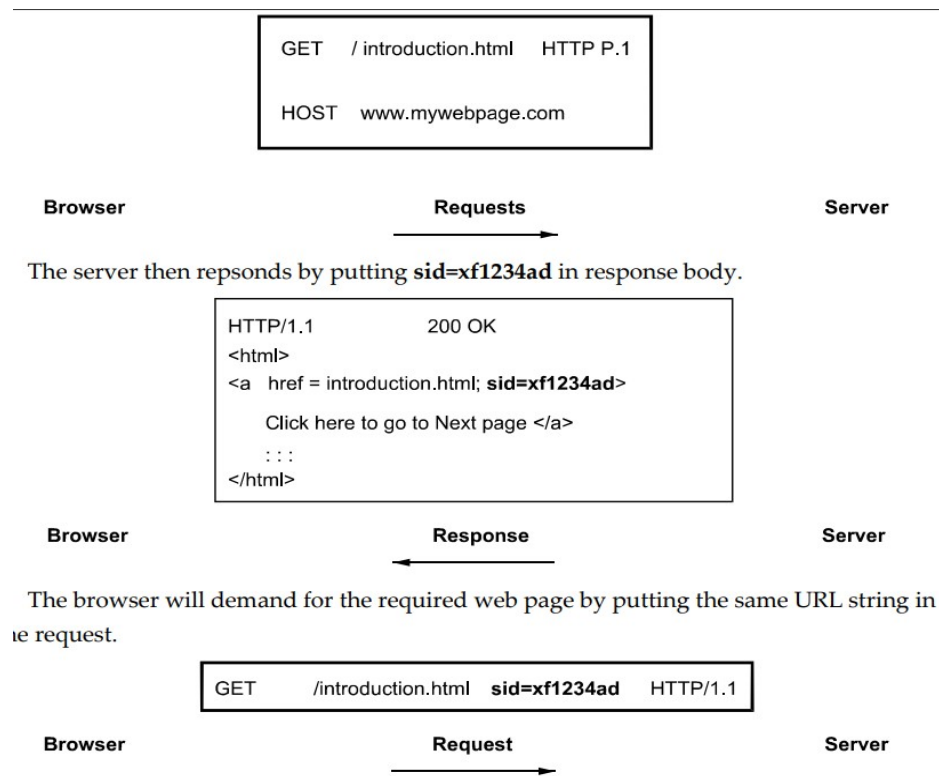 GET / introduction.html HTTP P.1
HOST www.mywebpage.com
Browser Requests Server
The server then repsonds by putting sid=xf1234ad in response body.
HTTP/1.1 200 OK
<html>
<a href = introduction.html; sid=xf1234ad>
Click here to go to Next page </a>
: : :
</html>
Browser Response Server
The browser will demand for the required web page by putting the same URL string in
request.
GET /introduction.html sid=xf1234ad HTTP/1.1
Browser Request Server